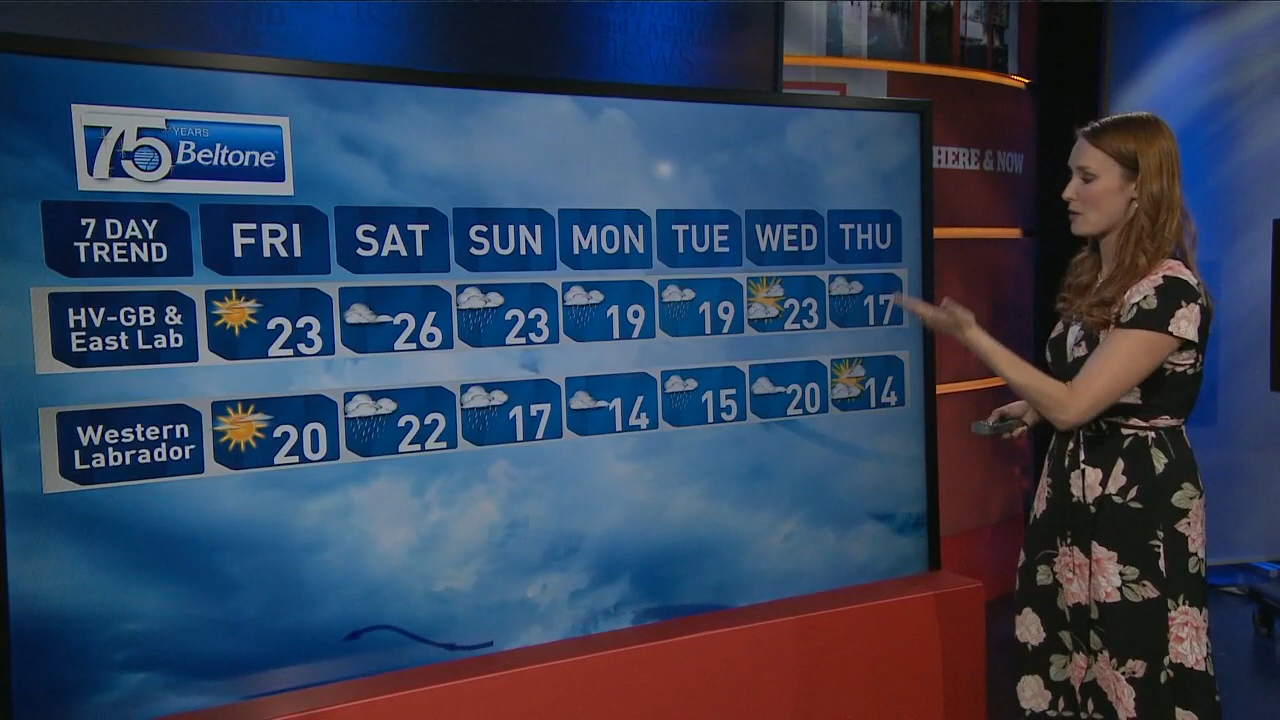 NEWS
75 YEARS
Beltone
HERE & NOW
7 DAY
TREND
FRI SAT SUN MON TUE WED THU
HV-GB &
East Lab
23 26 23 19 19 23 17
Western
Labrador
20 22 17 14 15 20 14